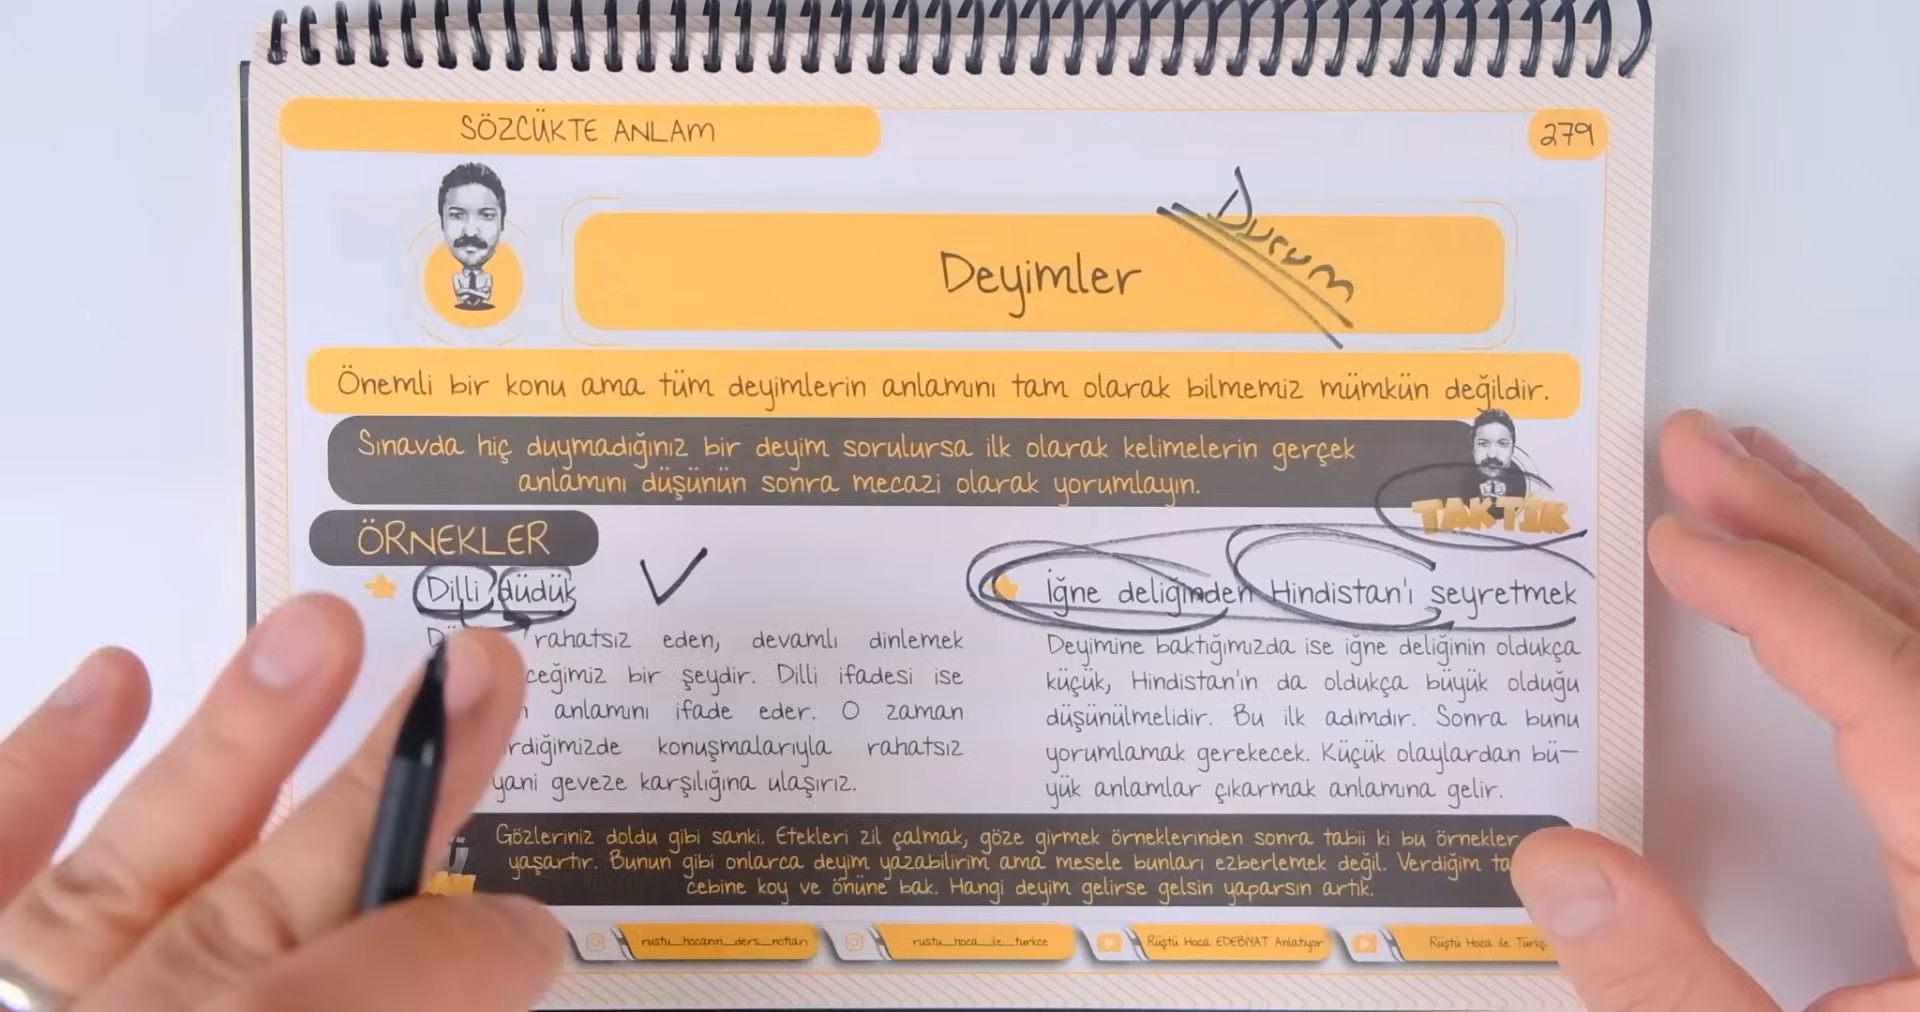 SÖZCÜKTE ANLAM
279
Durum
Deyimler
Önemli bir konu ama tüm deyimlerin anlamını tam olarak bilmemiz mümkün değildir.
Sınavda hiç duymadığınız bir deyim sorulursa ilk olarak kelimelerin gerçek
anlamını düşünün sonra mecazi olarak yorumlayın.
TAKTİK
ÖRNEKLER
Dilli düdük
rahatsız eden, devamlı dinlemek
bir şeydir. Dilli ifadesi ise
anlamını ifade eder. O zaman
konuşmalarıyla rahatsız
yani geveze karşılığına ulaşırız.
İğne deliğinden Hindistan'ı seyretmek
Deyimine baktığımızda ise iğne deliğinin oldukça
küçük, Hindistan'ın da oldukça büyük olduğu
düşünülmelidir. Bu ilk adımdır. Sonra bunu
yorumlamak gerekecek. Küçük olaylardan bü-
yük anlamlar çıkarmak anlamına gelir.
Gözleriniz doldu gibi sanki. Etekleri zil çalmak, göze girmek örneklerinden sonra tabii ki bu örnekler
yaşartır. Bunun gibi onlarca deyim yazabilirim ama mesele bunları ezberlemek değil. Verdiğim
cebine koy ve önüne bak. Hangi deyim gelirse gelsin yaparsın artık.
rustu_hocanin_ders_notlari
rustu_hoca_ile_turkce
Rüştü Hoca EDEBİYAT Anlatıyor
Rüştü Hoca ile